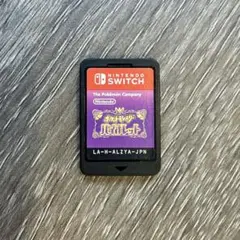 NINTENDO
SWITCH
The Pokémon Company
Nintendo
ポケットモンスター
バイオレット
LA-H-ALZYA-JPN